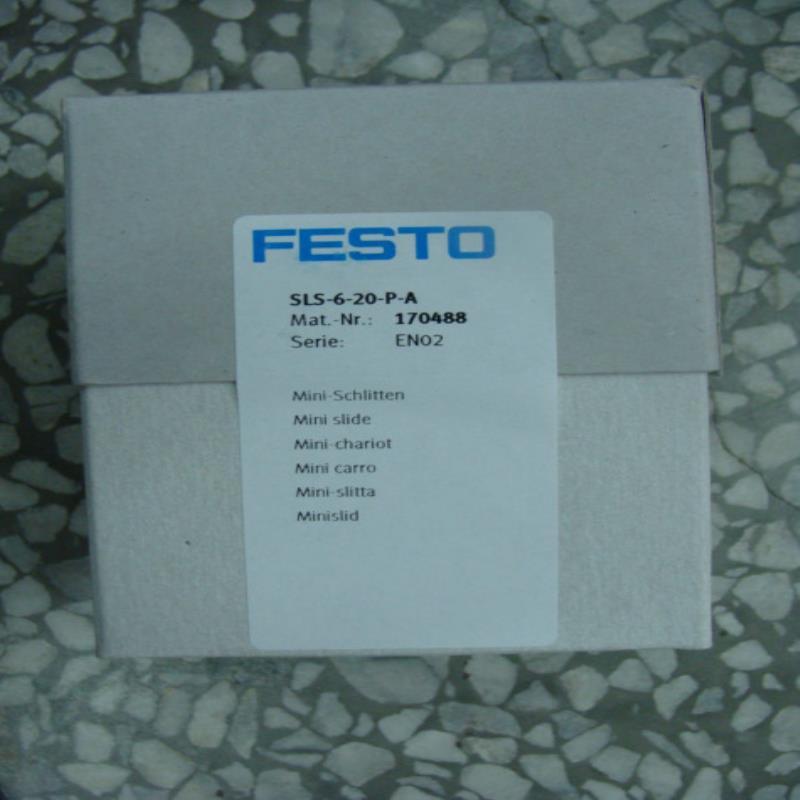 FESTO
SLS-6-20-P-A
Mat.-Nr.: 170488
Serie: EN02
Mini-Schlitten
Mini slide
Mini-chariot
Mini carro
Mini-slitta
Minislid